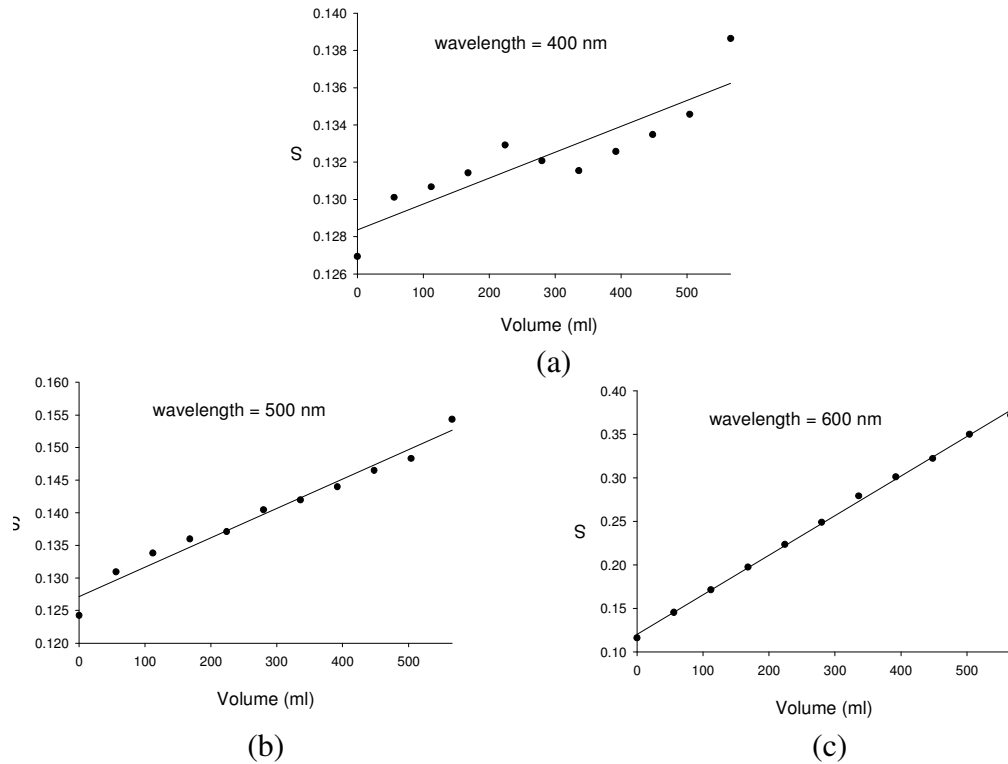 0.140
wavelength = 400 nm
0.138
0.136
0.134
S
0.132
0.130
0.128
0.126
0 100 200 300 400 500
Volume (ml)
(a)
0.160
wavelength = 500 nm
0.155
0.150
0.145
0.140
S
0.135
0.130
0.125
0.120
0 100 200 300 400 500
Volume (ml)
(b)
0.40
wavelength = 600 nm
0.35
0.30
0.25
S
0.20
0.15
0.10
0 100 200 300 400 500
Volume (ml)
(c)